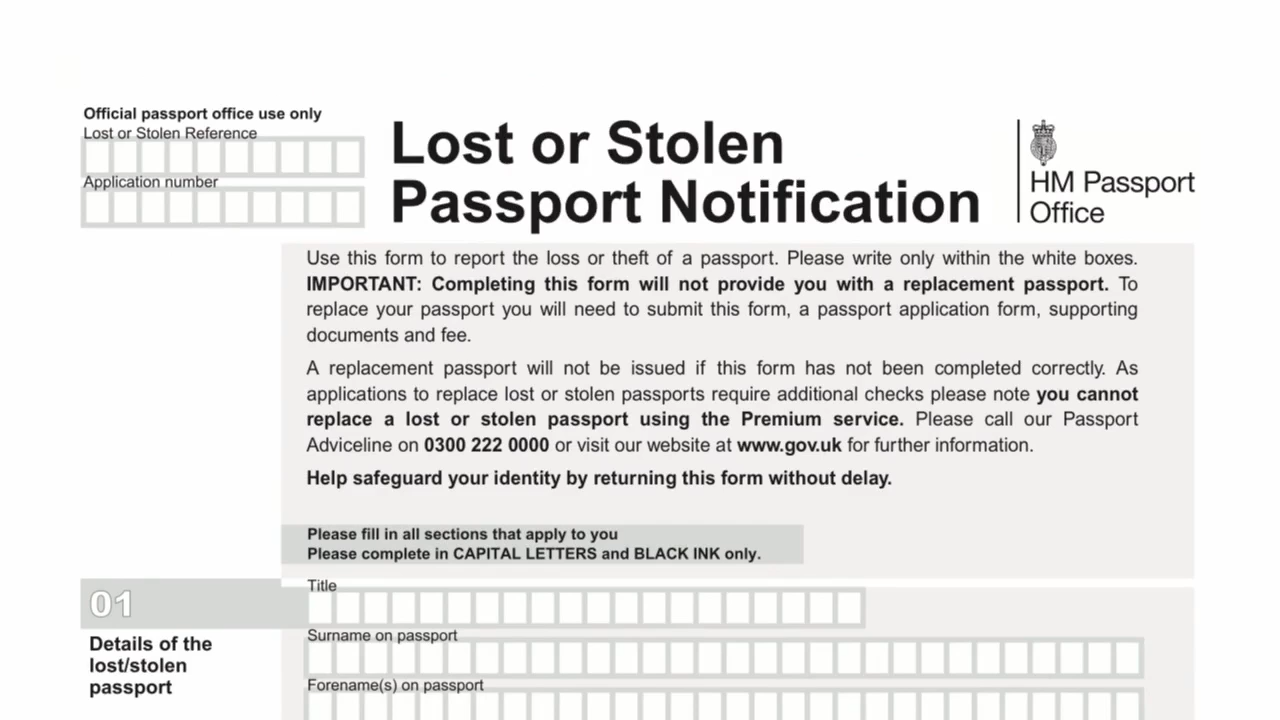 Official passport office use only
Lost or Stolen Reference
Application number
Lost or Stolen
Passport Notification
HM Passport
Office
Use this form to report the loss or theft of a passport. Please write only within the white boxes.
IMPORTANT: Completing this form will not provide you with a replacement passport. To
replace your passport you will need to submit this form, a passport application form, supporting
documents and fee.
A replacement passport will not be issued if this form has not been completed correctly. As
applications to replace lost or stolen passports require additional checks please note you cannot
replace a lost or stolen passport using the Premium service. Please call our Passport
Adviceline on 0300 222 0000 or visit our website at www.gov.uk for further information.
Help safeguard your identity by returning this form without delay.
Please fill in all sections that apply to you
Please complete in CAPITAL LETTERS and BLACK INK only.
01
Details of the
lost/stolen
passport
Title
Surname on passport
Forename(s) on passport